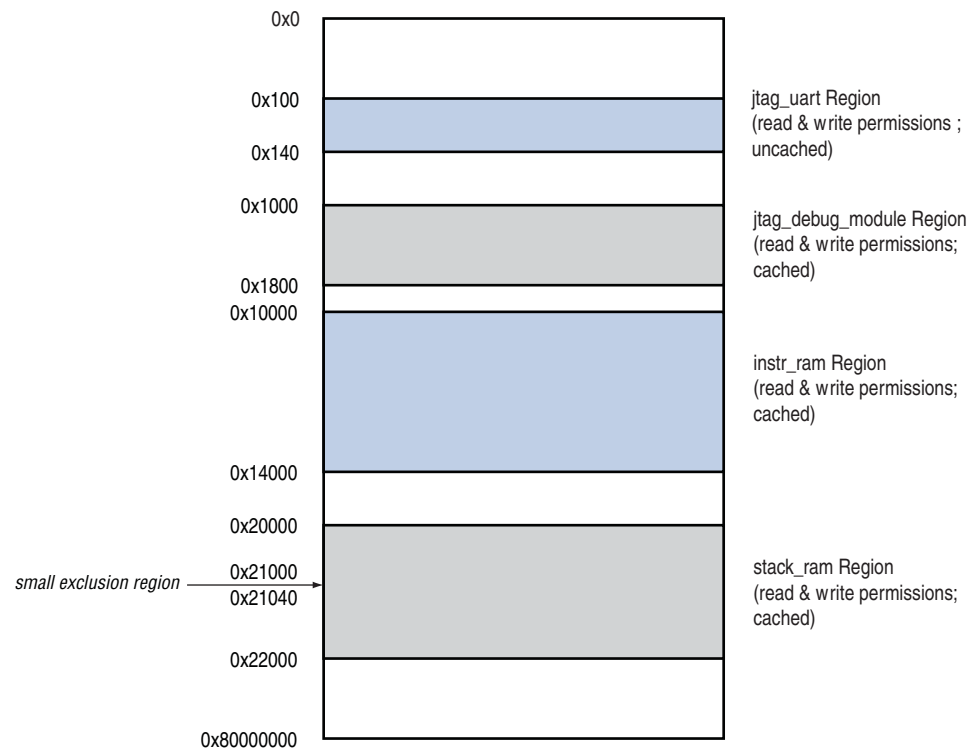 0x0
0x100
jtag_uart Region
(read & write permissions ;
uncached)
0x140
0x1000
jtag_debug_module Region
(read & write permissions;
cached)
0x1800
0x10000
instr_ram Region
(read & write permissions;
cached)
0x14000
0x20000
small exclusion region
0x21000
0x21040
stack_ram Region
(read & write permissions;
cached)
0x22000
0x80000000